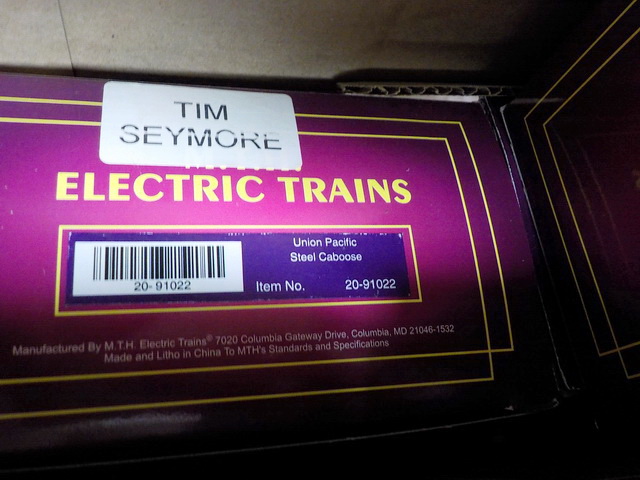 TIM
SEYMORE
ELECTRIC TRAINS
Union Pacific
Steel Caboose
20-91022
Item No. 20-91022
Manufactured By M.T.H. Electric Trains® 7020 Columbia Gateway Drive, Columbia, MD 21046-1532
Made and Litho in China To MTH's Standards and Specifications